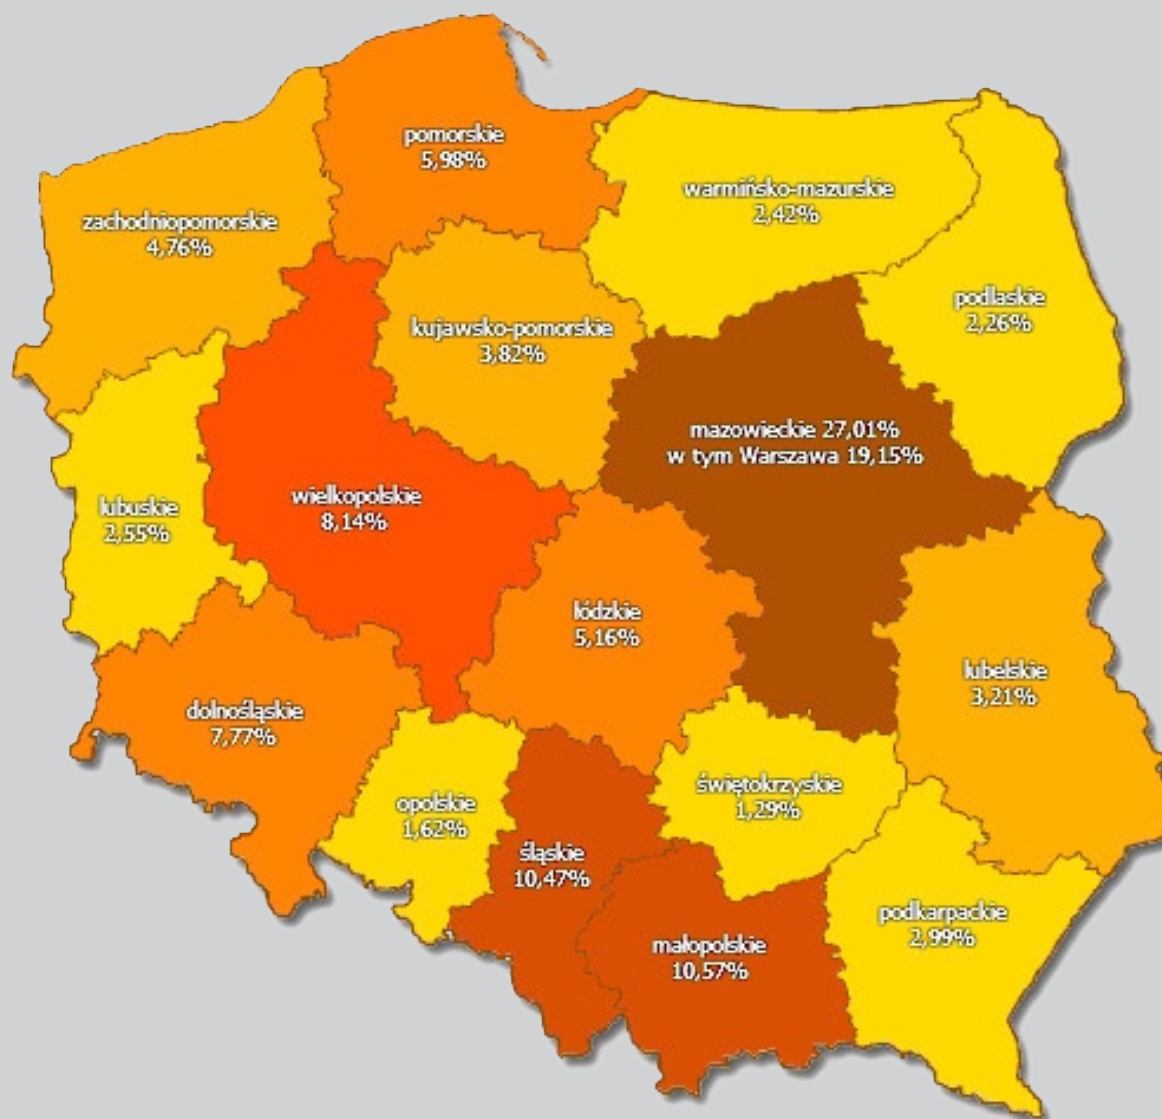 pomorskie
5,98%
warmińsko-mazurskie
2,42%
zachodniopomorskie
4,76%
podlaskie
2,26%
kujawsko-pomorskie
3,82%
mazowieckie 27,01%
w tym Warszawa 19,15%
lubuskie
2,55%
wielkopolskie
8,14%
łódzkie
5,16%
lubelskie
3,21%
dolnośląskie
7,77%
opolskie
1,62%
świętokrzyskie
1,29%
śląskie
10,47%
podkarpackie
2,99%
małopolskie
10,57%